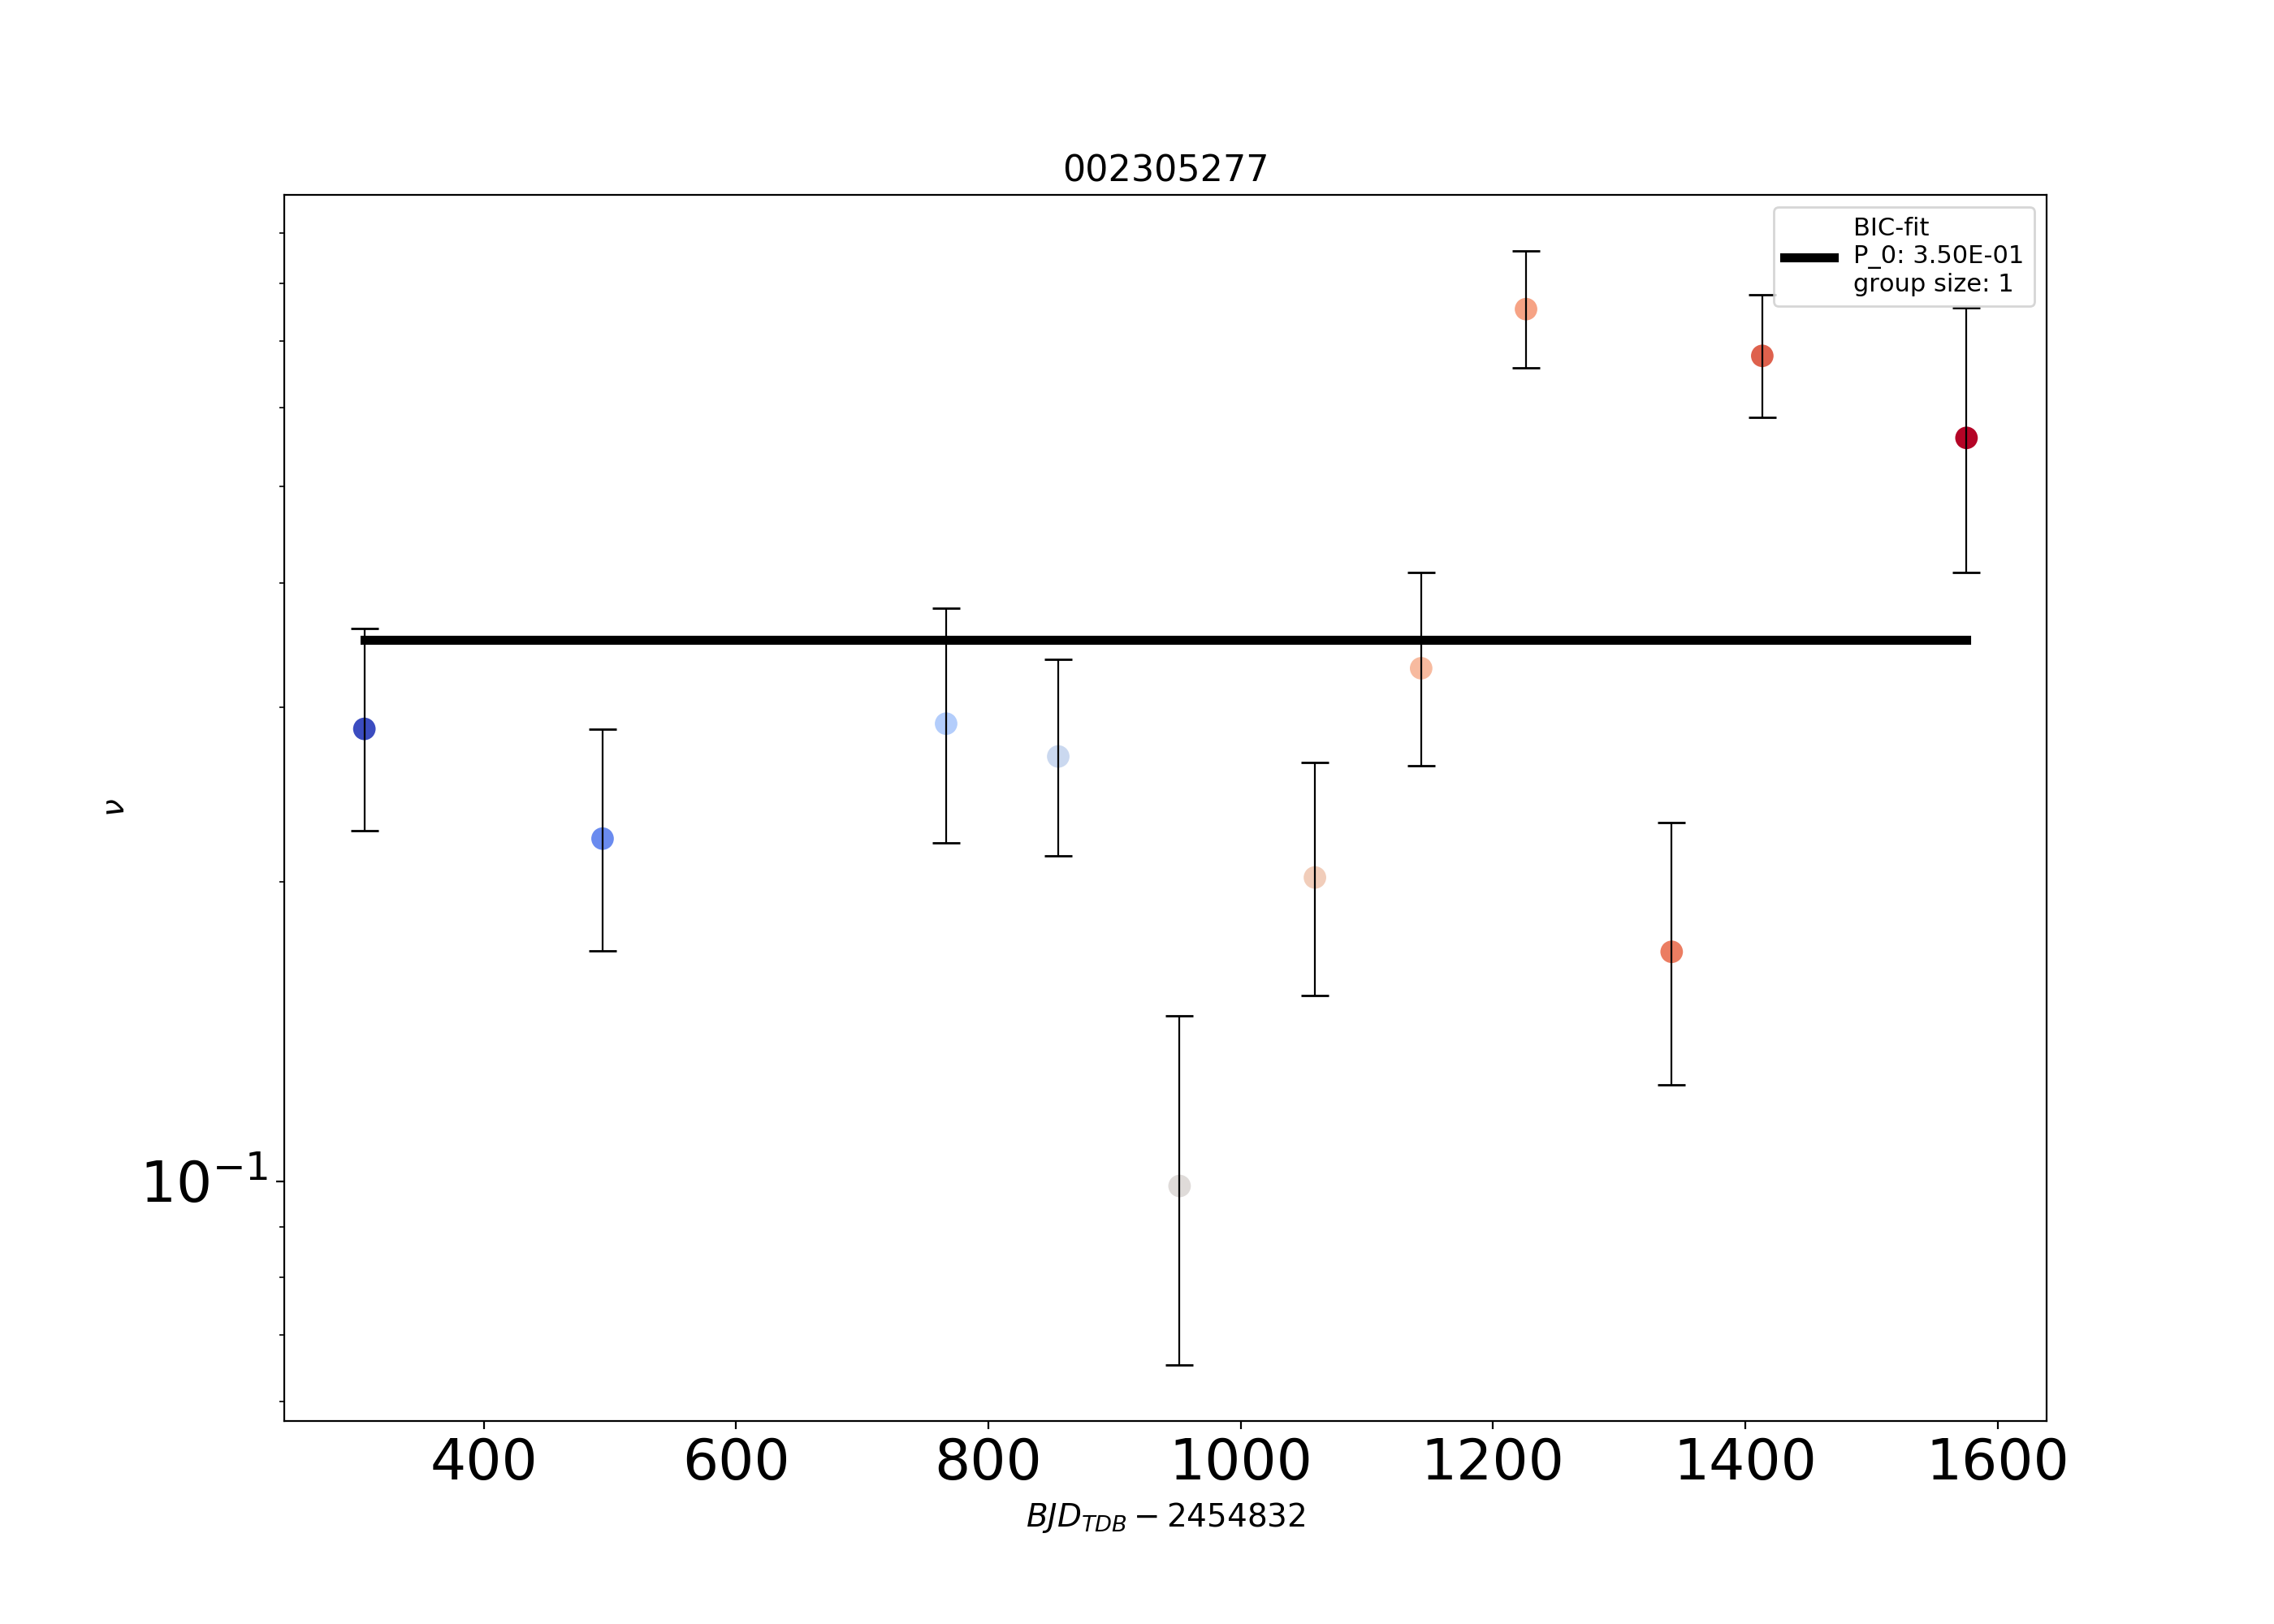 002305277
BIC-fit
P_0: 3.50E-01
group size: 1
ν
10⁻¹
400 600 800 1000 1200 1400 1600
BJD_TDB − 2454832